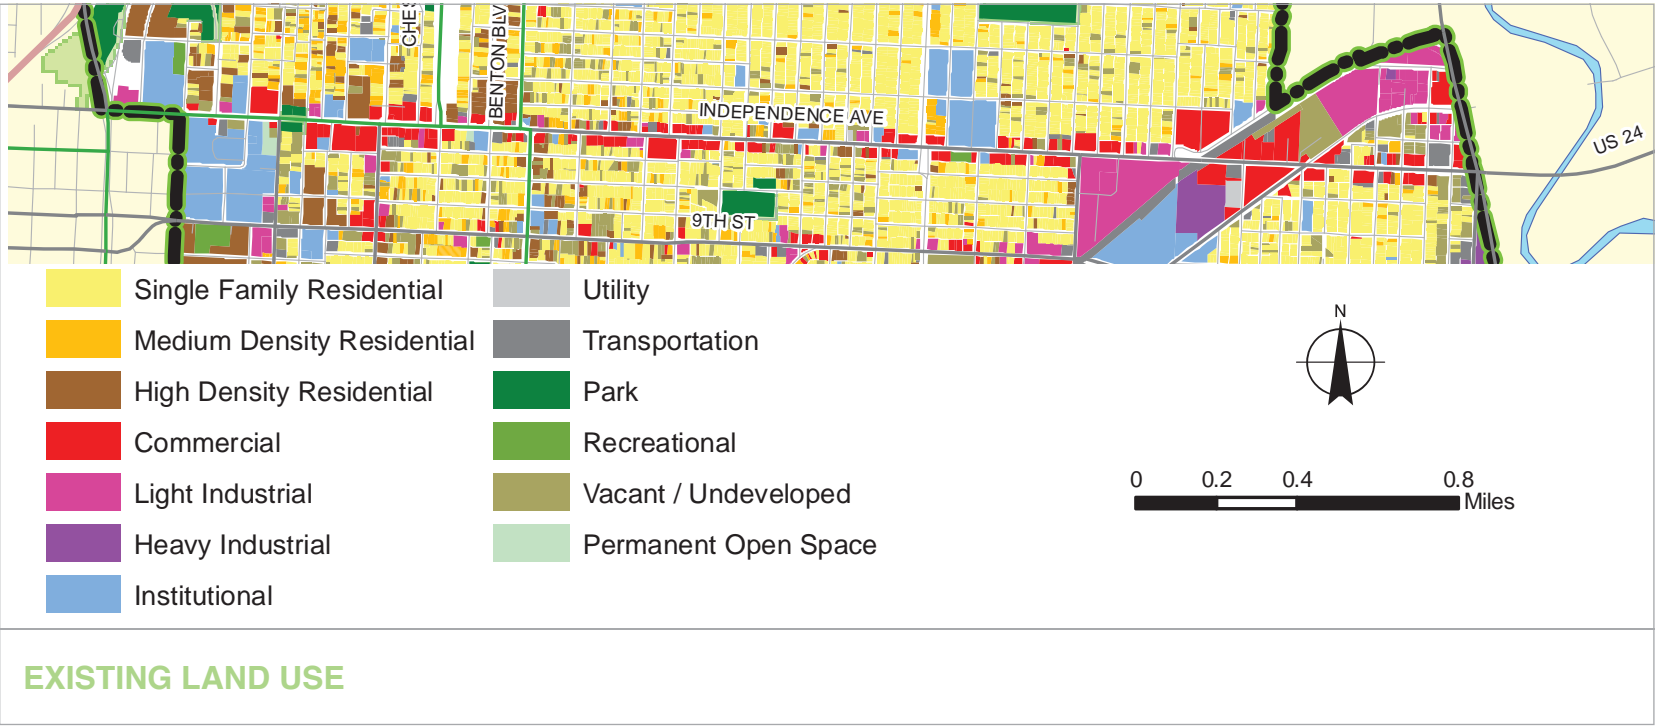 CHES
BENTON BLV
INDEPENDENCE AVE
US 24
9TH ST
Single Family Residential
Medium Density Residential
High Density Residential
Commercial
Light Industrial
Heavy Industrial
Institutional
Utility
Transportation
Park
Recreational
Vacant / Undeveloped
Permanent Open Space
N
0 0.2 0.4 0.8
Miles
EXISTING LAND USE